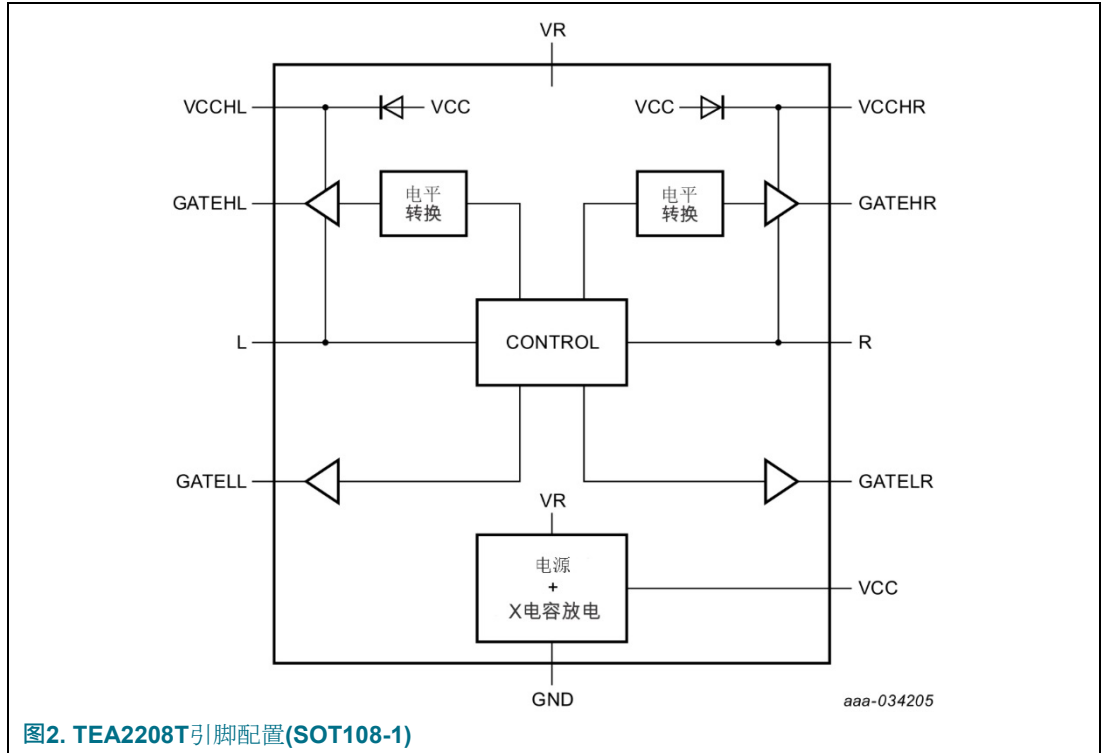 VR
VCCHL
VCC
VCC
VCCHR
GATEHL
电平
转换
电平
转换
GATEHR
L
CONTROL
R
GATELL
GATELR
VR
电源
+
X电容放电
VCC
GND
aaa-034205
图2. TEA2208T引脚配置(SOT108-1)